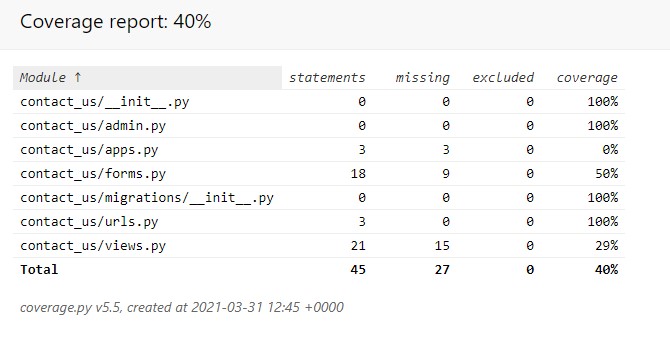 Coverage report: 40%
Module ↑ statements missing excluded coverage
contact_us/__init__.py 0 0 0 100%
contact_us/admin.py 0 0 0 100%
contact_us/apps.py 3 3 0 0%
contact_us/forms.py 18 9 0 50%
contact_us/migrations/__init__.py 0 0 0 100%
contact_us/urls.py 3 0 0 100%
contact_us/views.py 21 15 0 29%
Total 45 27 0 40%
coverage.py v5.5, created at 2021-03-31 12:45 +0000